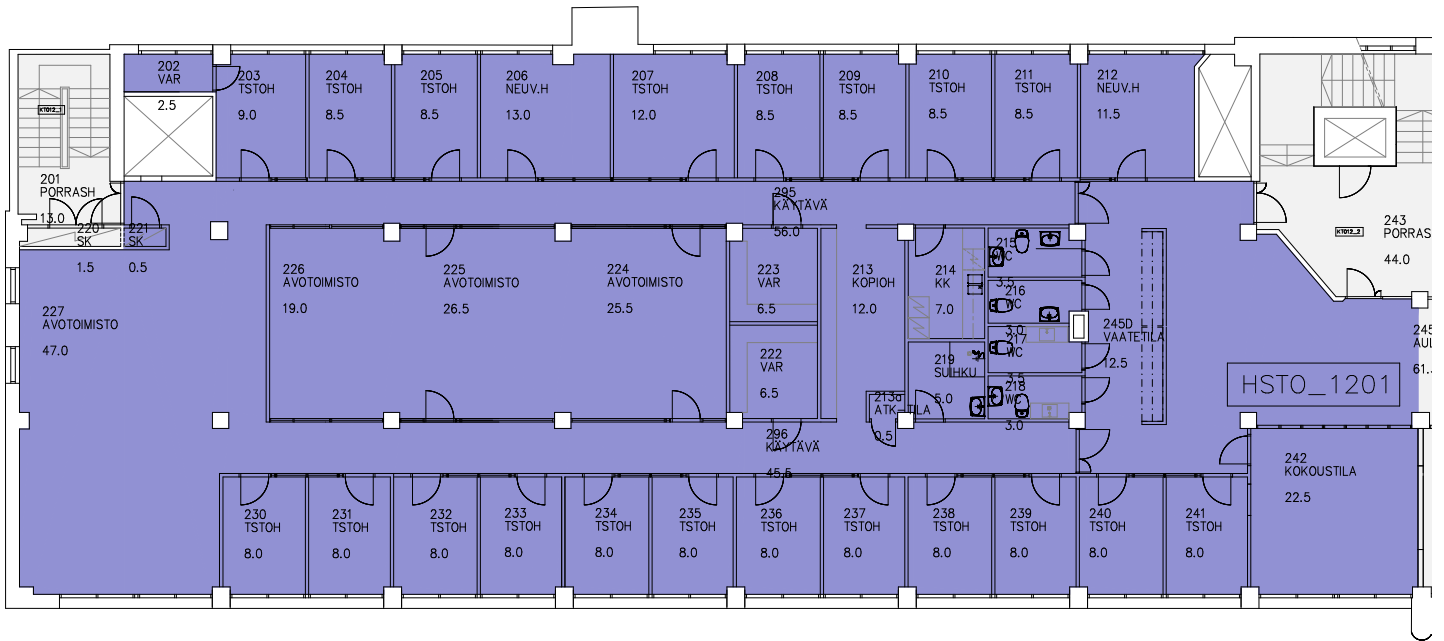 202
VAR
2.5
203
TSTOH
9.0
204
TSTOH
8.5
205
TSTOH
8.5
206
NEUV.H
13.0
207
TSTOH
12.0
208
TSTOH
8.5
209
TSTOH
8.5
210
TSTOH
8.5
211
TSTOH
8.5
212
NEUV.H
11.5
KT012_1
201
PORRASH
13.0
220
SK
1.5
221
SK
0.5
295
KÄYTÄVÄ
56.0
KT012_2
243
PORRAS
44.0
226
AVOTOIMISTO
19.0
225
AVOTOIMISTO
26.5
224
AVOTOIMISTO
25.5
223
VAR
6.5
213
KOPIOH
12.0
214
KK
7.0
215
WC
3.5
216
WC
3.0
217
WC
3.5
218
WC
3.0
219
SUIHKU
5.0
222
VAR
6.5
213a
ATK-TILA
0.5
227
AVOTOIMISTO
47.0
245D
VAATETILA
12.5
245
AUL
61.
HSTO_1201
296
KÄYTÄVÄ
45.5
242
KOKOUSTILA
22.5
230
TSTOH
8.0
231
TSTOH
8.0
232
TSTOH
8.0
233
TSTOH
8.0
234
TSTOH
8.0
235
TSTOH
8.0
236
TSTOH
8.0
237
TSTOH
8.0
238
TSTOH
8.0
239
TSTOH
8.0
240
TSTOH
8.0
241
TSTOH
8.0